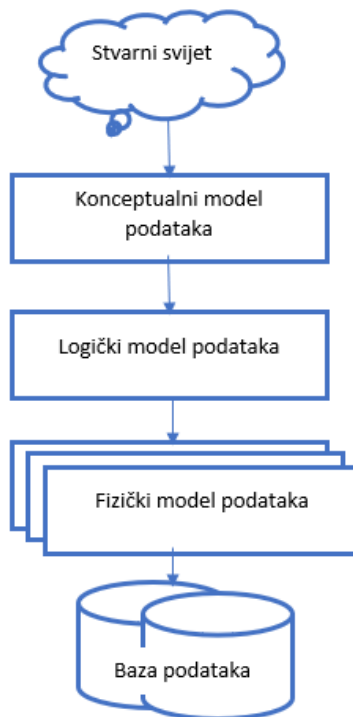 Stvarni svijet
Konceptualni model
podataka
Logički model podataka
Fizički model podataka
Baza podataka